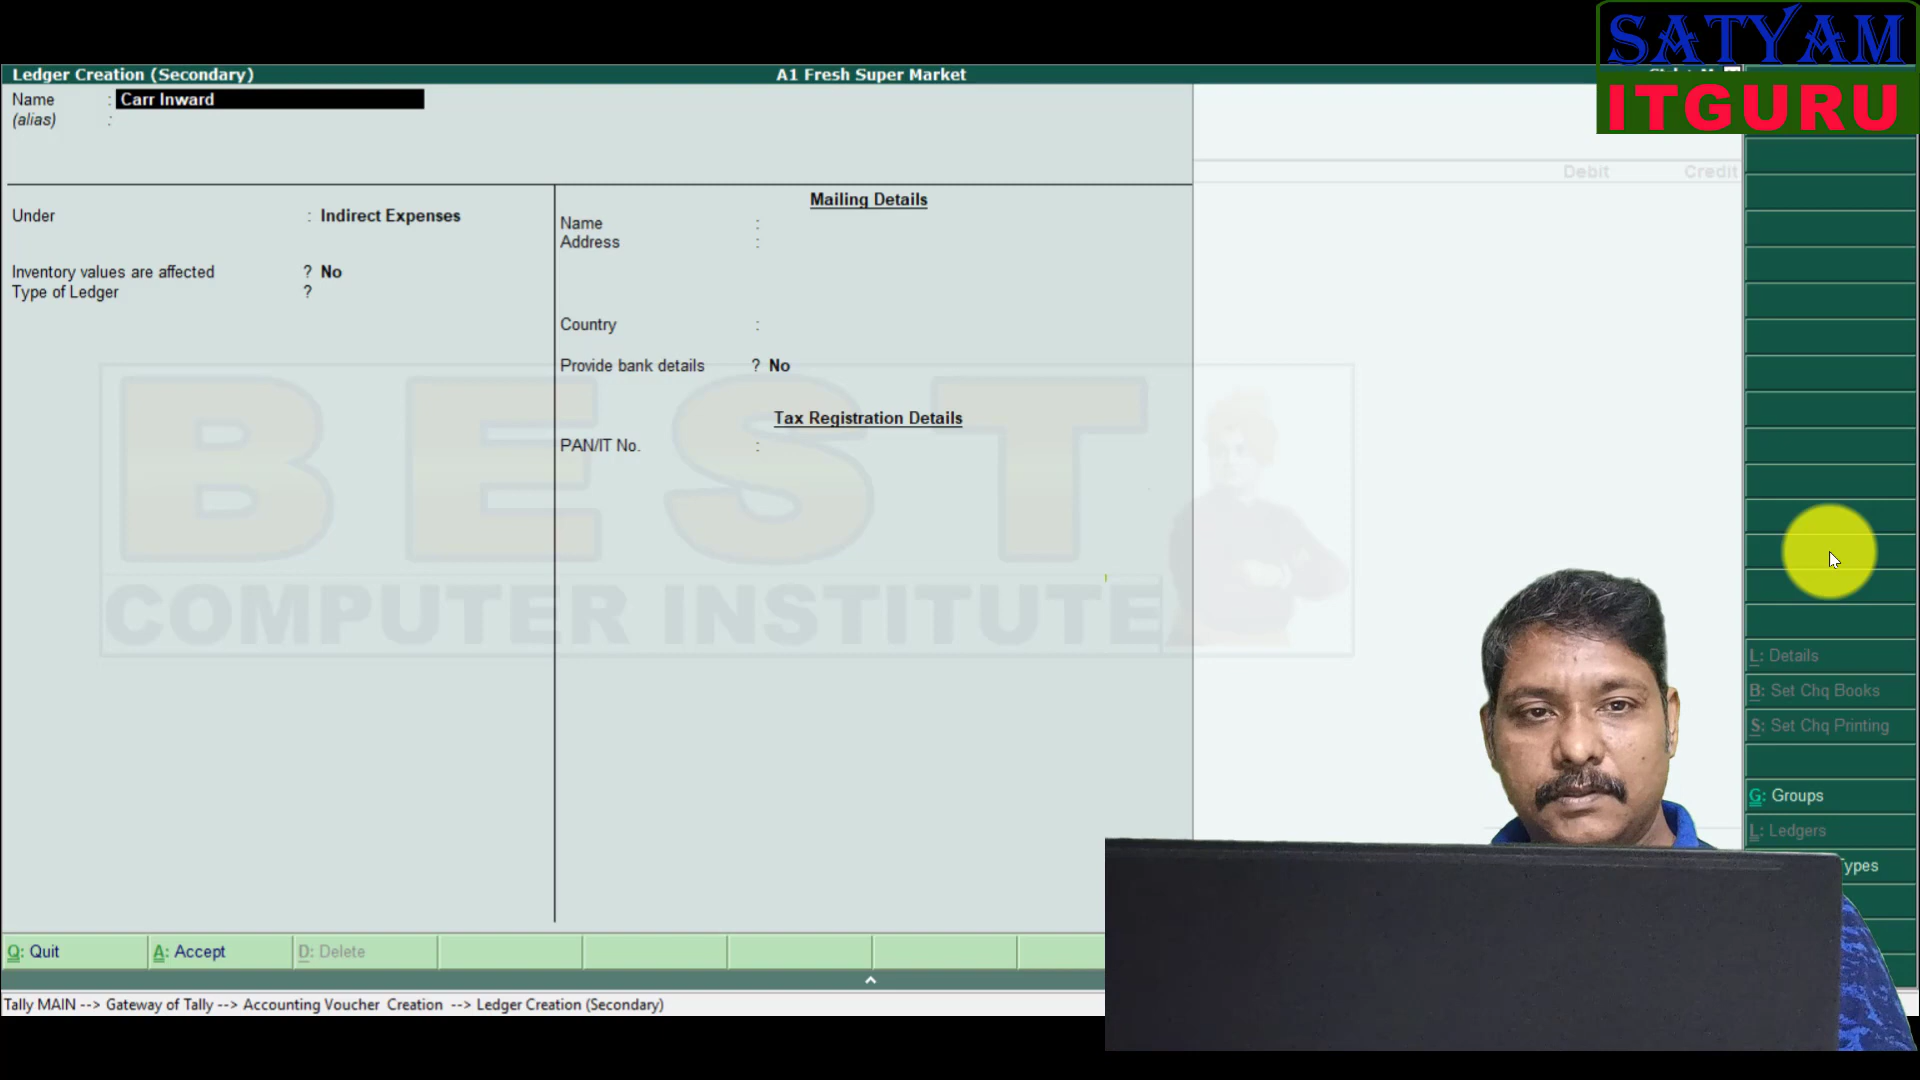 SATYAM
ITGURU
Ledger Creation (Secondary)
A1 Fresh Super Market
Name : Carr Inward
(alias) :
Debit Credit
Under : Indirect Expenses
Inventory values are affected ? No
Type of Ledger ?
Mailing Details
Name :
Address :
Country :
Provide bank details ? No
Tax Registration Details
PAN/IT No. :
BEST
COMPUTER INSTITUTE
L: Details
B: Set Chq Books
S: Set Chq Printing
G: Groups
L: Ledgers
Types
Q: Quit
A: Accept
D: Delete
Tally MAIN --> Gateway of Tally --> Accounting Voucher Creation --> Ledger Creation (Secondary)